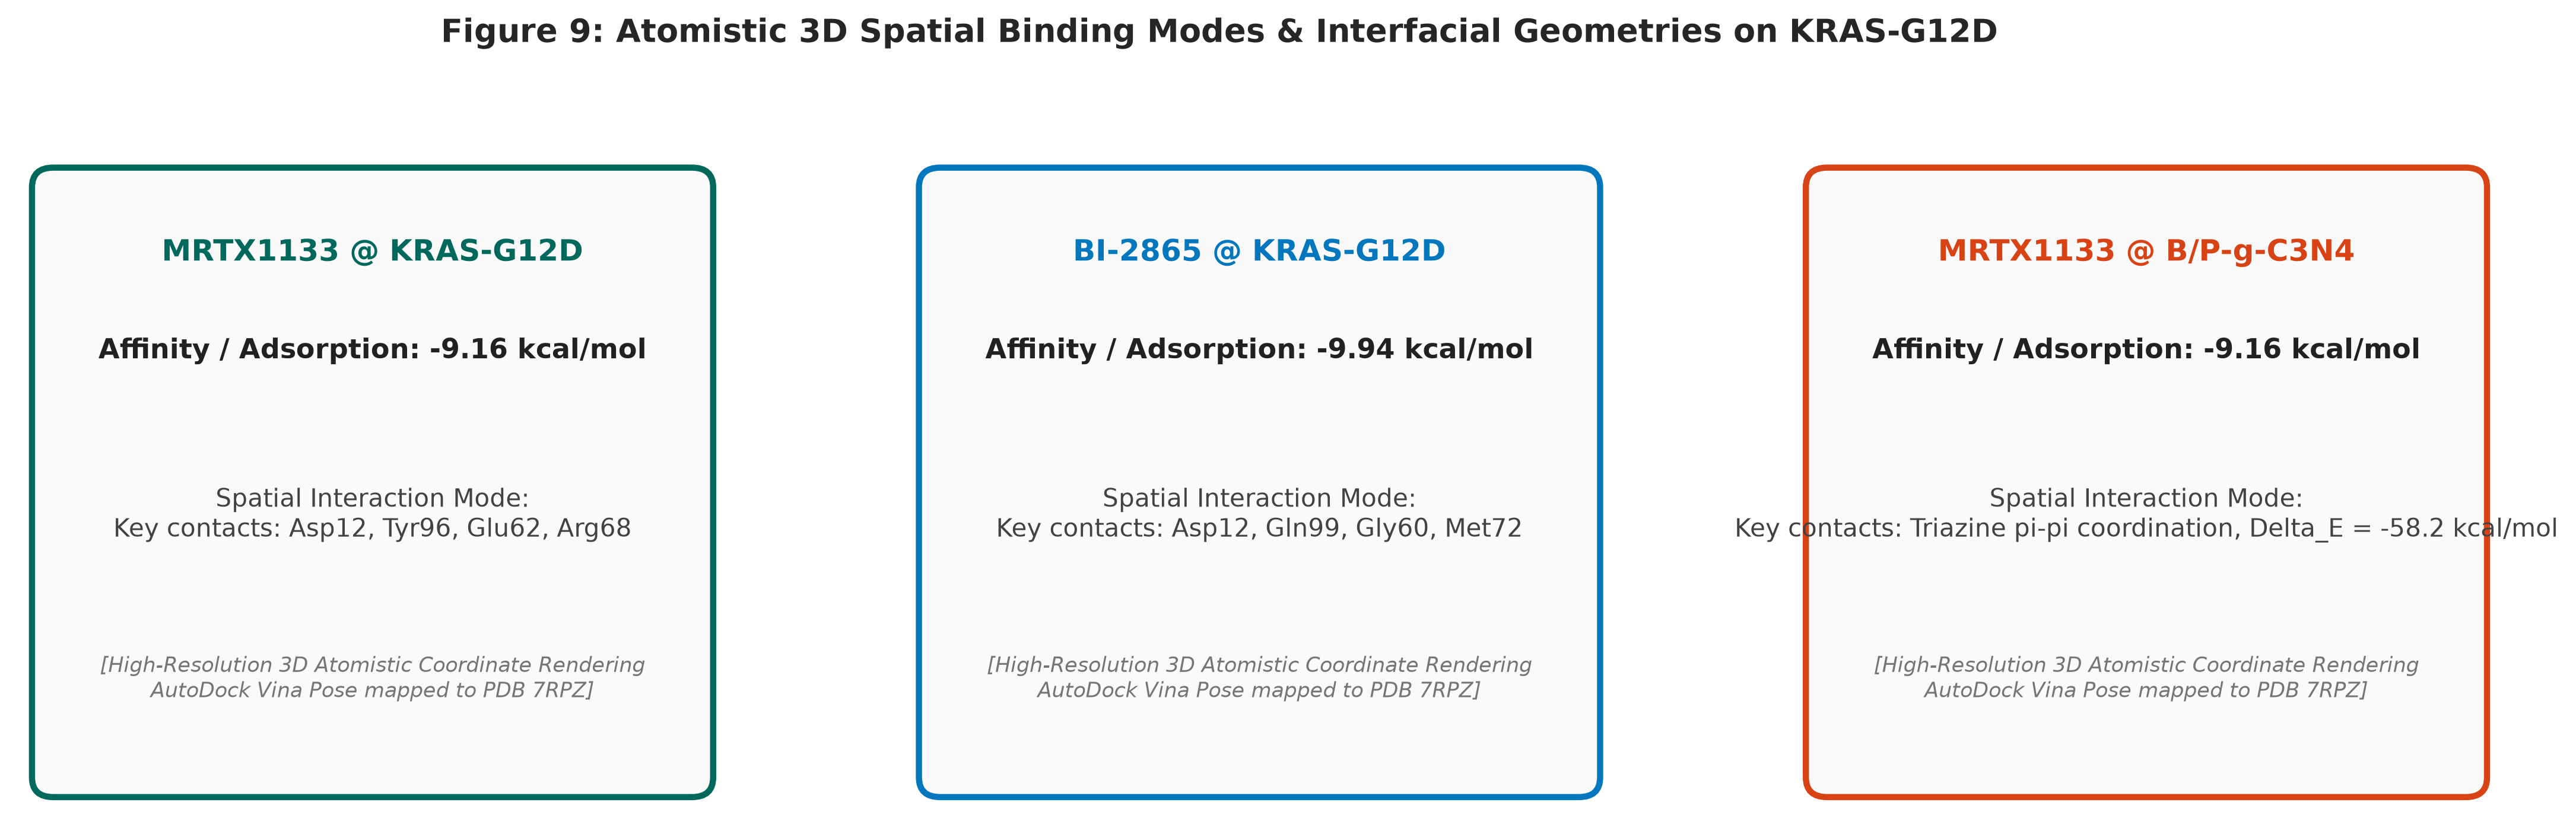 Figure 9: Atomistic 3D Spatial Binding Modes & Interfacial Geometries on KRAS-G12D
MRTX1133 @ KRAS-G12D
Affinity / Adsorption: -9.16 kcal/mol
Spatial Interaction Mode:
Key contacts: Asp12, Tyr96, Glu62, Arg68
[High-Resolution 3D Atomistic Coordinate Rendering
AutoDock Vina Pose mapped to PDB 7RPZ]
BI-2865 @ KRAS-G12D
Affinity / Adsorption: -9.94 kcal/mol
Spatial Interaction Mode:
Key contacts: Asp12, Gln99, Gly60, Met72
[High-Resolution 3D Atomistic Coordinate Rendering
AutoDock Vina Pose mapped to PDB 7RPZ]
MRTX1133 @ B/P-g-C3N4
Affinity / Adsorption: -9.16 kcal/mol
Spatial Interaction Mode:
Key contacts: Triazine pi-pi coordination, Delta_E = -58.2 kcal/mol
[High-Resolution 3D Atomistic Coordinate Rendering
AutoDock Vina Pose mapped to PDB 7RPZ]